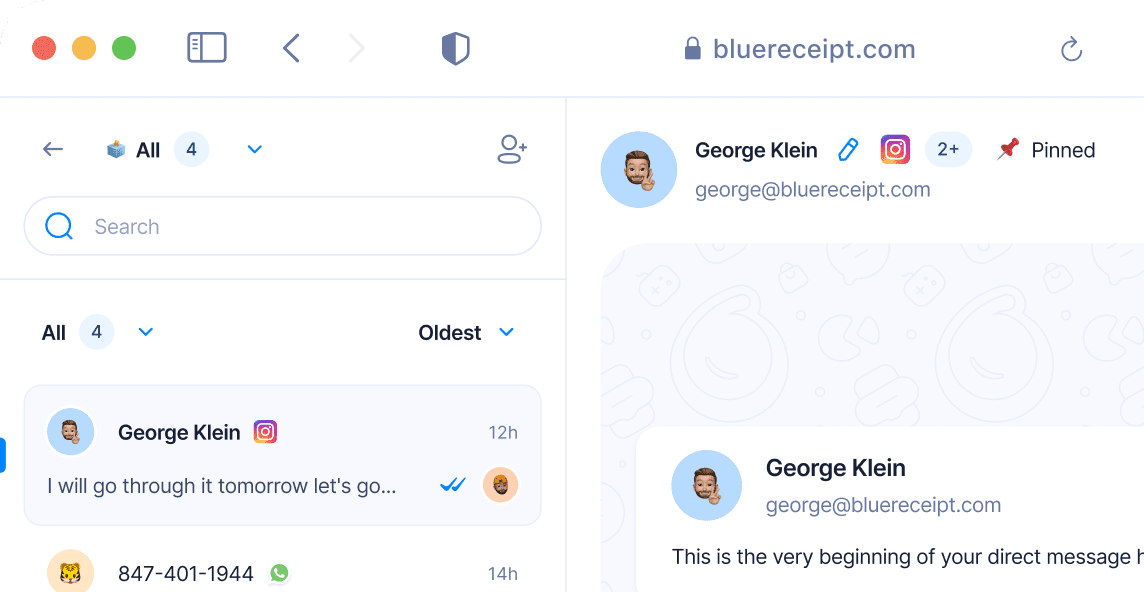 bluereceipt.com
All 4
Search
All 4
Oldest
George Klein
12h
I will go through it tomorrow let's go...
847-401-1944
14h
George Klein
2+
Pinned
george@bluereceipt.com
George Klein
george@bluereceipt.com
This is the very beginning of your direct message